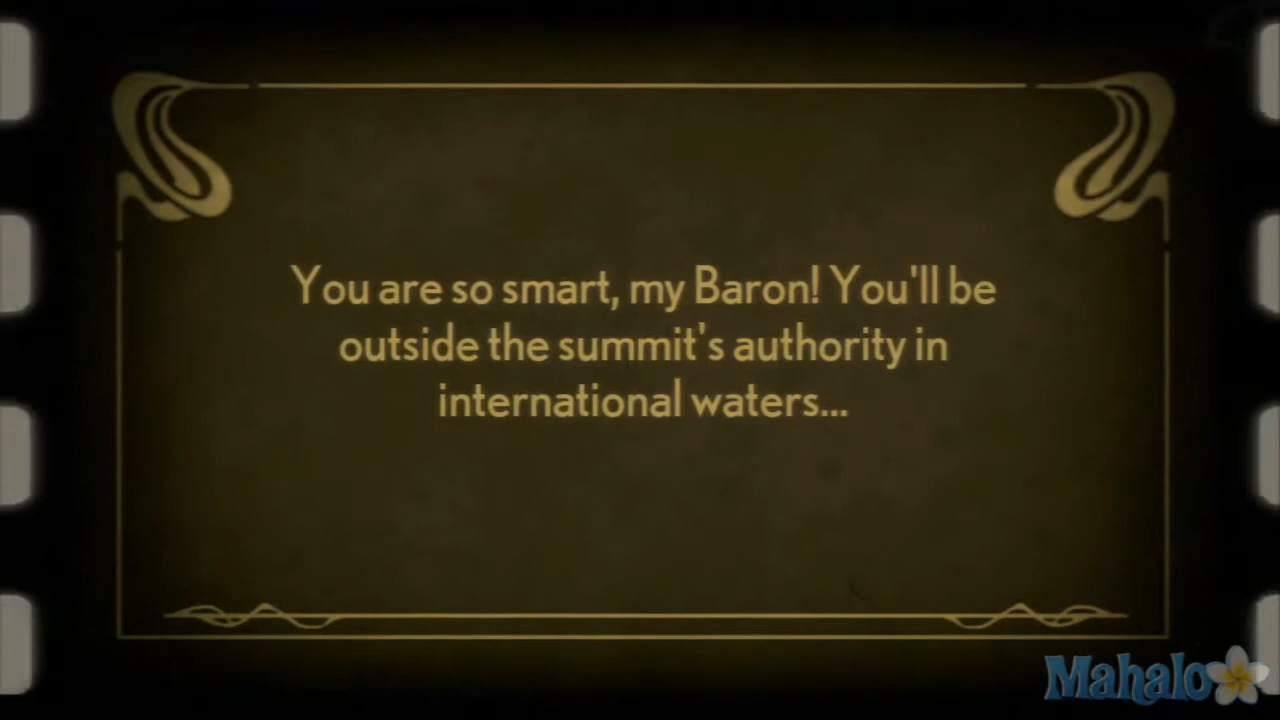 You are so smart, my Baron! You'll be
outside the summit's authority in
international waters...
Mahalo